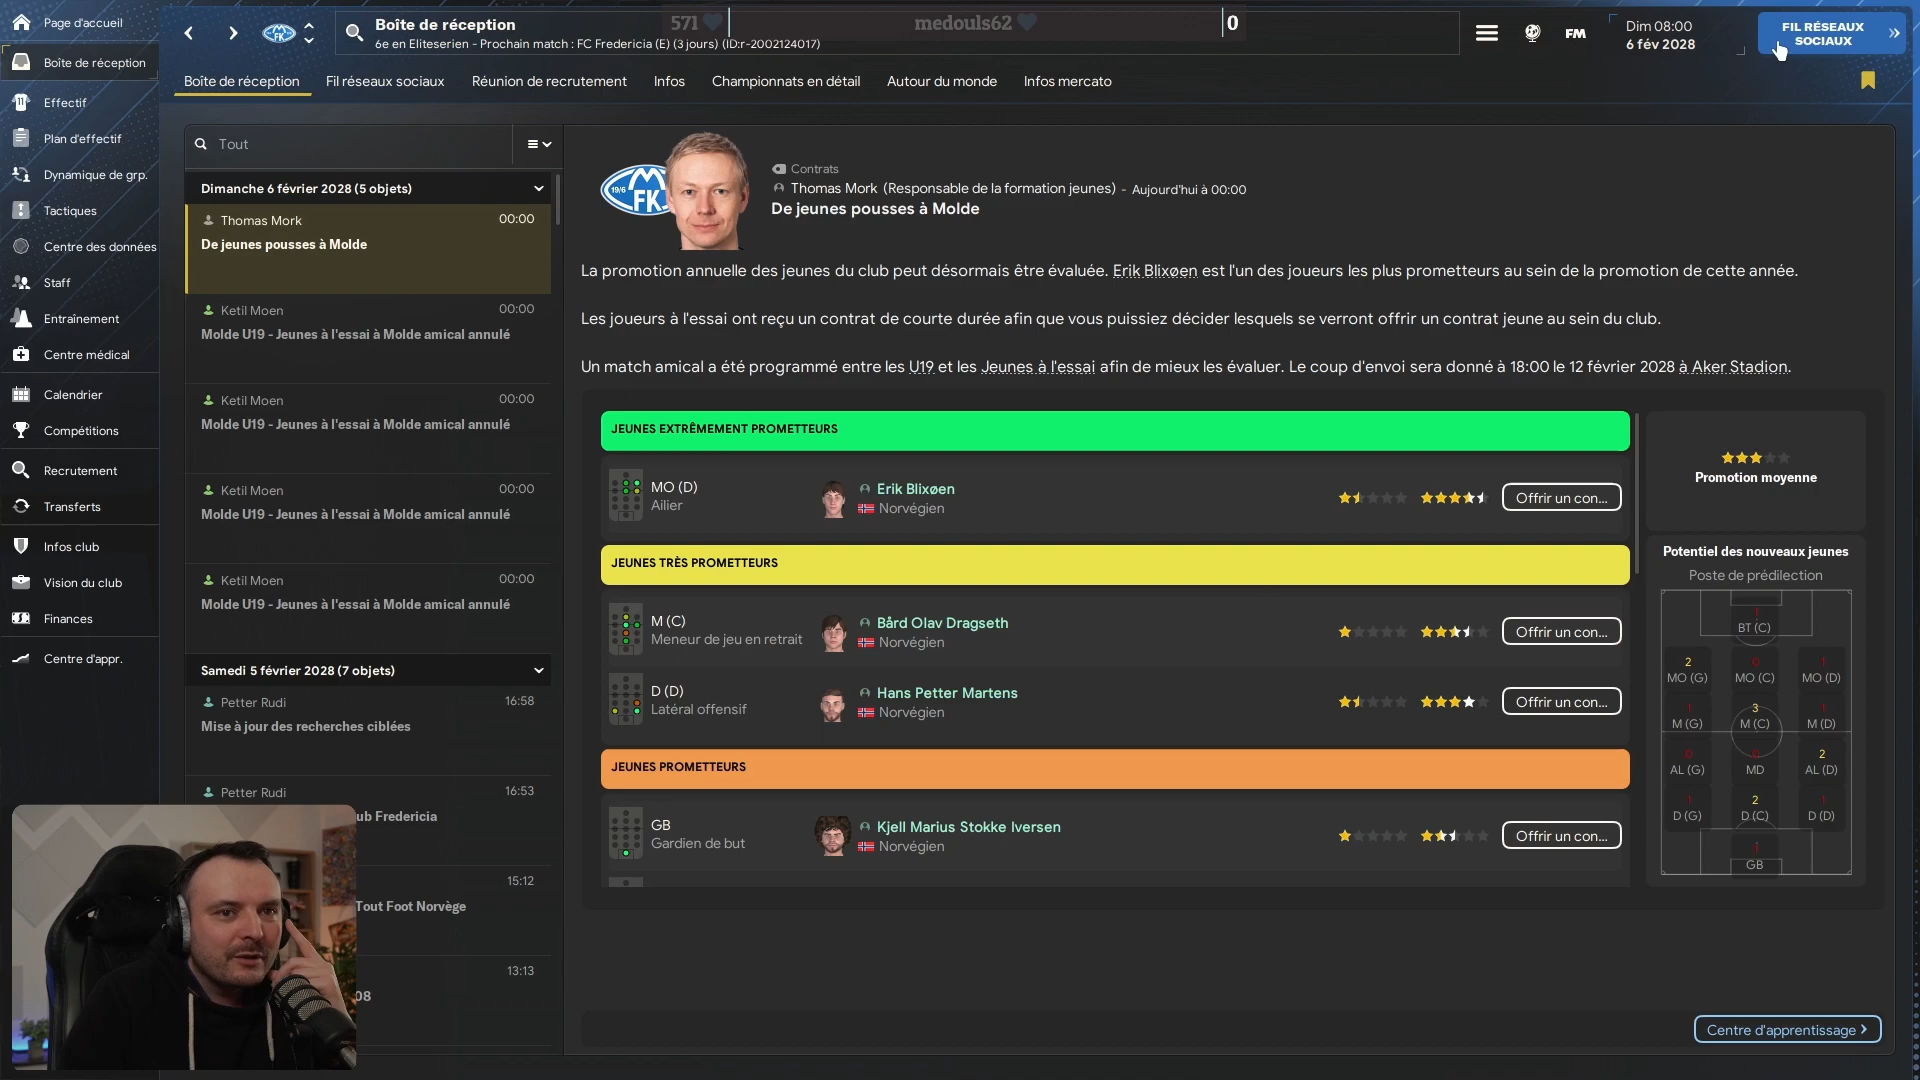 Page d'accueil
Boîte de réception
Effectif
Plan d'effectif
Dynamique de grp.
Tactiques
Centre des données
Staff
Entraînement
Centre médical
Calendrier
Compétitions
Recrutement
Transferts
Infos club
Vision du club
Finances
Centre d'appr.
Boîte de réception
6e en Eliteserien - Prochain match : FC Fredericia (E) (3 jours) (ID:r-2002124017)
571
medouls62
0
FM
Dim 08:00
6 fév 2028
FIL RÉSEAUX
SOCIAUX
Boîte de réception
Fil réseaux sociaux
Réunion de recrutement
Infos
Championnats en détail
Autour du monde
Infos mercato
Tout
Dimanche 6 février 2028 (5 objets)
Thomas Mork 00:00
De jeunes pousses à Molde
Ketil Moen 00:00
Molde U19 - Jeunes à l'essai à Molde amical annulé
Ketil Moen 00:00
Molde U19 - Jeunes à l'essai à Molde amical annulé
Ketil Moen 00:00
Molde U19 - Jeunes à l'essai à Molde amical annulé
Ketil Moen 00:00
Molde U19 - Jeunes à l'essai à Molde amical annulé
Samedi 5 février 2028 (7 objets)
Petter Rudi 16:58
Mise à jour des recherches ciblées
Petter Rudi 16:53
ub Fredericia
15:12
Tout Foot Norvège
13:13
08
Contrats
Thomas Mork (Responsable de la formation jeunes) - Aujourd'hui à 00:00
De jeunes pousses à Molde
La promotion annuelle des jeunes du club peut désormais être évaluée. Erik Blixøen est l'un des joueurs les plus prometteurs au sein de la promotion de cette année.
Les joueurs à l'essai ont reçu un contrat de courte durée afin que vous puissiez décider lesquels se verront offrir un contrat jeune au sein du club.
Un match amical a été programmé entre les U19 et les Jeunes à l'essai afin de mieux les évaluer. Le coup d'envoi sera donné à 18:00 le 12 février 2028 à Aker Stadion.
JEUNES EXTRÊMEMENT PROMETTEURS
MO (D)
Ailier
Erik Blixøen
Norvégien
Offrir un con...
JEUNES TRÈS PROMETTEURS
M (C)
Meneur de jeu en retrait
Bård Olav Dragseth
Norvégien
Offrir un con...
D (D)
Latéral offensif
Hans Petter Martens
Norvégien
Offrir un con...
JEUNES PROMETTEURS
GB
Gardien de but
Kjell Marius Stokke Iversen
Norvégien
Offrir un con...
Promotion moyenne
Potentiel des nouveaux jeunes
Poste de prédilection
1
BT (C)
2 0 1
MO (G) MO (C) MO (D)
1 3 1
M (G) M (C) M (D)
0 0 2
AL (G) MD AL (D)
1 2 1
D (G) D (C) D (D)
1
GB
Centre d'apprentissage